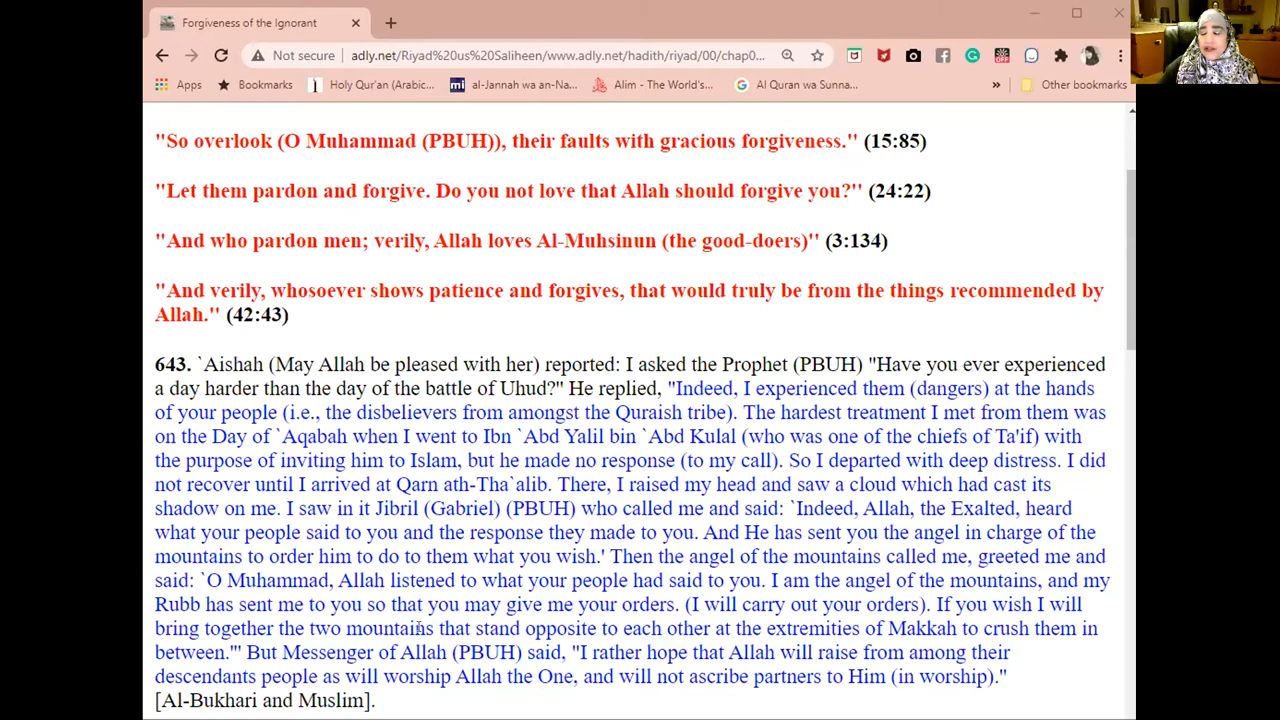 Forgiveness of the Ignorant
Not secure adly.net/Riyad%20us%20Saliheen/www.adly.net/hadith/riyad/00/chap0...
OFF
Apps Bookmarks Holy Qur'an (Arabic... mi al-Jannah wa an-Na... Alim - The World's... G Al Quran wa Sunna... » Other bookmarks
"So overlook (O Muhammad (PBUH)), their faults with gracious forgiveness." (15:85)
"Let them pardon and forgive. Do you not love that Allah should forgive you?" (24:22)
"And who pardon men; verily, Allah loves Al-Muhsinun (the good-doers)" (3:134)
"And verily, whosoever shows patience and forgives, that would truly be from the things recommended by
Allah." (42:43)
643. `Aishah (May Allah be pleased with her) reported: I asked the Prophet (PBUH) "Have you ever experienced
a day harder than the day of the battle of Uhud?" He replied, "Indeed, I experienced them (dangers) at the hands
of your people (i.e., the disbelievers from amongst the Quraish tribe). The hardest treatment I met from them was
on the Day of `Aqabah when I went to Ibn `Abd Yalil bin `Abd Kulal (who was one of the chiefs of Ta'if) with
the purpose of inviting him to Islam, but he made no response (to my call). So I departed with deep distress. I did
not recover until I arrived at Qarn ath-Tha`alib. There, I raised my head and saw a cloud which had cast its
shadow on me. I saw in it Jibril (Gabriel) (PBUH) who called me and said: `Indeed, Allah, the Exalted, heard
what your people said to you and the response they made to you. And He has sent you the angel in charge of the
mountains to order him to do to them what you wish.' Then the angel of the mountains called me, greeted me and
said: `O Muhammad, Allah listened to what your people had said to you. I am the angel of the mountains, and my
Rubb has sent me to you so that you may give me your orders. (I will carry out your orders). If you wish I will
bring together the two mountains that stand opposite to each other at the extremities of Makkah to crush them in
between."' But Messenger of Allah (PBUH) said, "I rather hope that Allah will raise from among their
descendants people as will worship Allah the One, and will not ascribe partners to Him (in worship)."
[Al-Bukhari and Muslim].